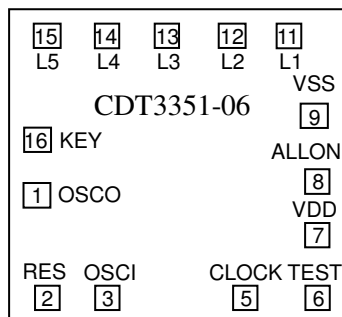 15 14 13 12 11
L5 L4 L3 L2 L1
VSS
CDT3351-06
9
16 KEY
ALLON
8
1 OSCO
VDD
7
RES OSCI CLOCK TEST
2 3 5 6